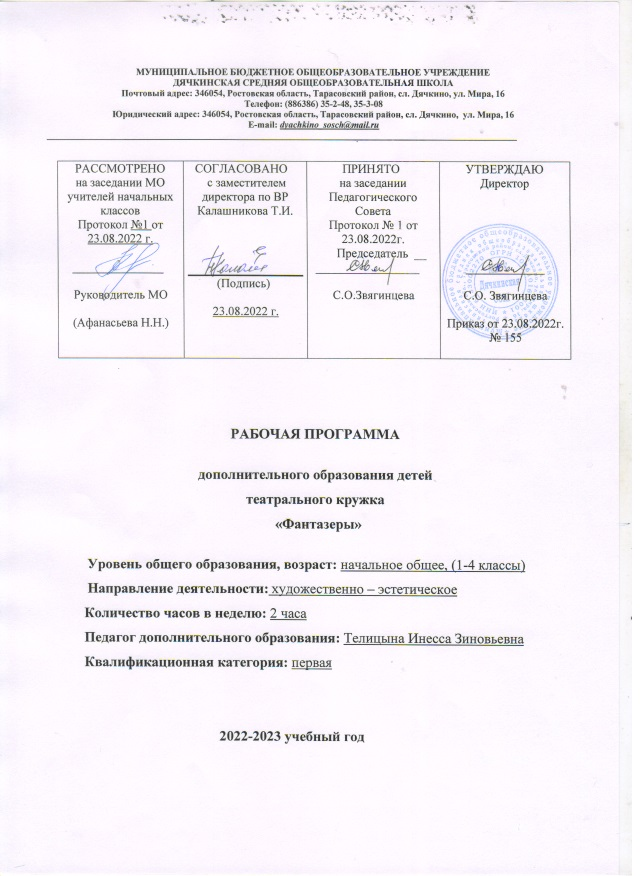 МУНИЦИПАЛЬНОЕ БЮДЖЕТНОЕ ОБЩЕОБРАЗОВАТЕЛЬНОЕ УЧРЕЖДЕНИЕ
ДЯЧКИНСКАЯ СРЕДНЯЯ ОБЩЕОБРАЗОВАТЕЛЬНАЯ ШКОЛА
Почтовый адрес: 346054, Ростовская область, Тарасовский район, сл. Дячкино, ул. Мира, 16
Телефон: (886386) 35-2-48, 35-3-08
Юридический адрес: 346054, Ростовская область, Тарасовский район, сл. Дячкино, ул. Мира, 16
E-mail: dyachkino_sosch@mail.ru
РАССМОТРЕНО
на заседании МО
учителей начальных
классов
Протокол №1 от
23.08.2022 г.
Руководитель МО
(Афанасьева Н.Н.)
СОГЛАСОВАНО
с заместителем
директора по ВР
Калашникова Т.И.
(Подпись)
23.08.2022 г.
ПРИНЯТО
на заседании
Педагогического
Совета
Протокол № 1 от
23.08.2022г.
Председатель
С.О.Звягинцева
УТВЕРЖДАЮ
Директор
С.О. Звягинцева
Приказ от 23.08.2022г.
№ 155
РАБОЧАЯ ПРОГРАММА
дополнительного образования детей
театрального кружка
«Фантазеры»
Уровень общего образования, возраст: начальное общее, (1-4 классы)
Направление деятельности: художественно – эстетическое
Количество часов в неделю: 2 часа
Педагог дополнительного образования: Телицына Инесса Зиновьевна
Квалификационная категория: первая
2022-2023 учебный год